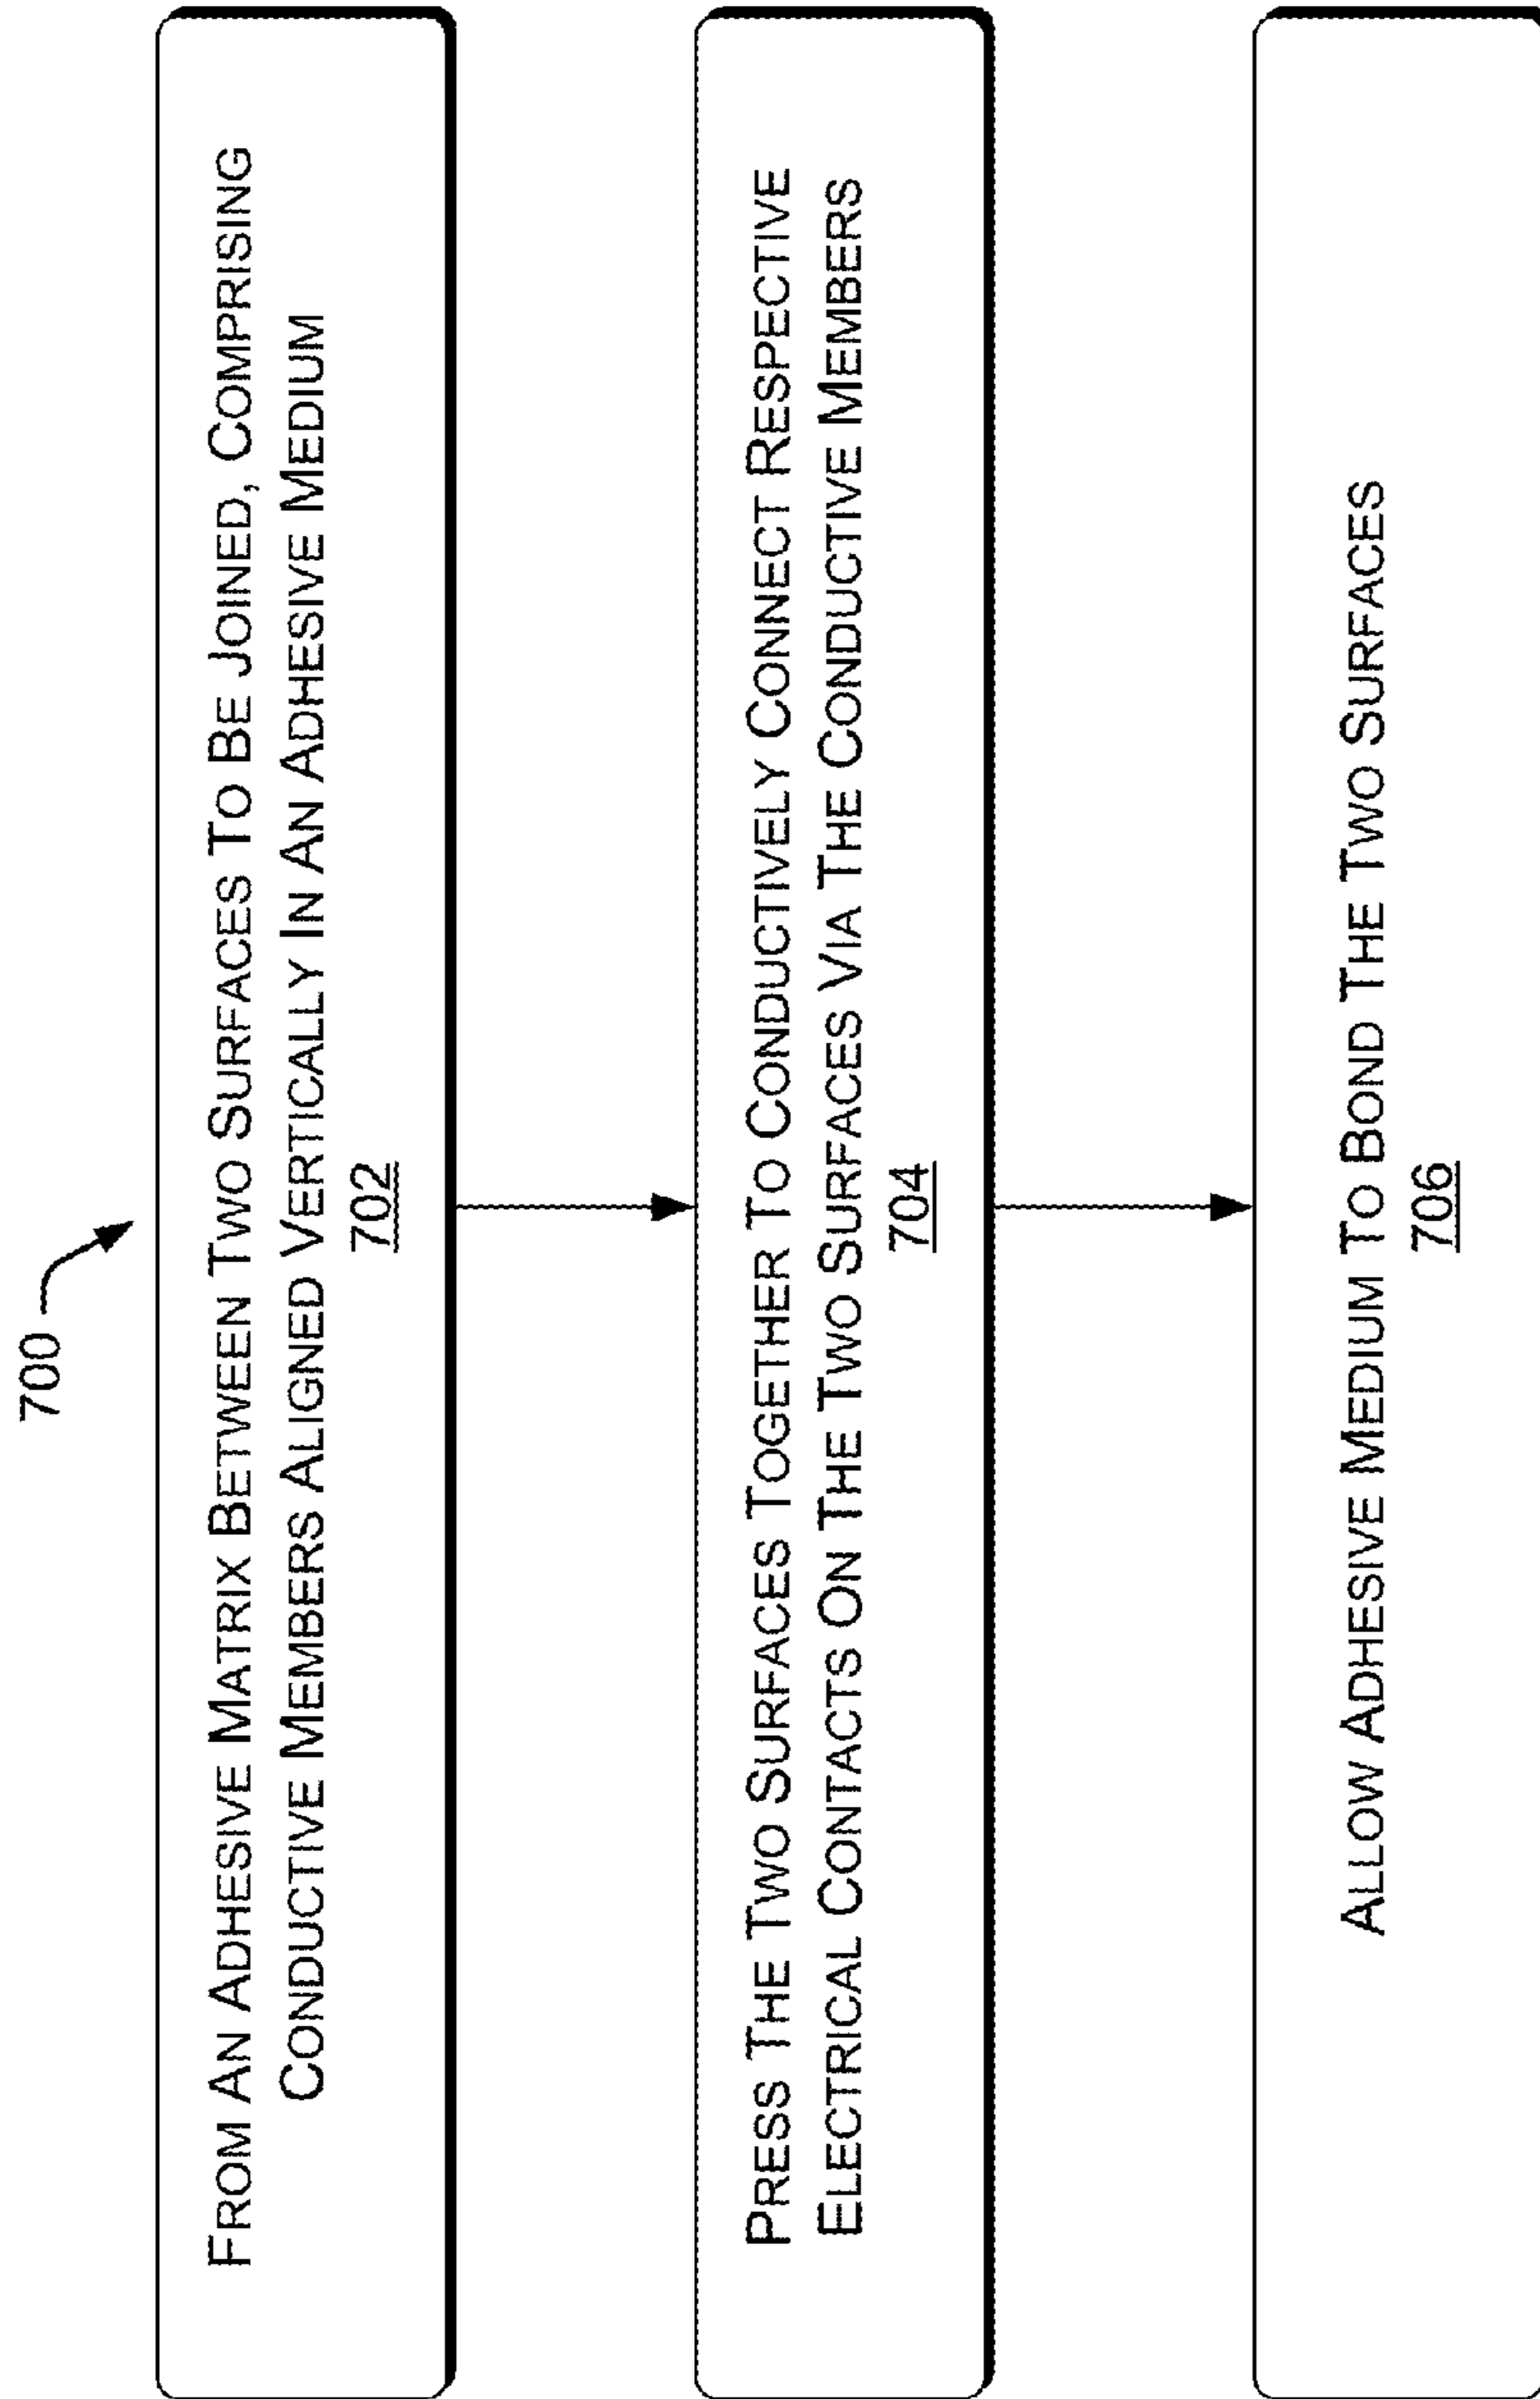 700
FROM AN ADHESIVE MATRIX BETWEEN TWO SURFACES TO BE JOINED, COMPRISING
CONDUCTIVE MEMBERS ALIGNED VERTICALLY IN AN ADHESIVE MEDIUM
702
PRESS THE TWO SURFACES TOGETHER TO CONDUCTIVELY CONNECT RESPECTIVE
ELECTRICAL CONTACTS ON THE TWO SURFACES VIA THE CONDUCTIVE MEMBERS
704
ALLOW ADHESIVE MEDIUM TO BOND THE TWO SURFACES
706